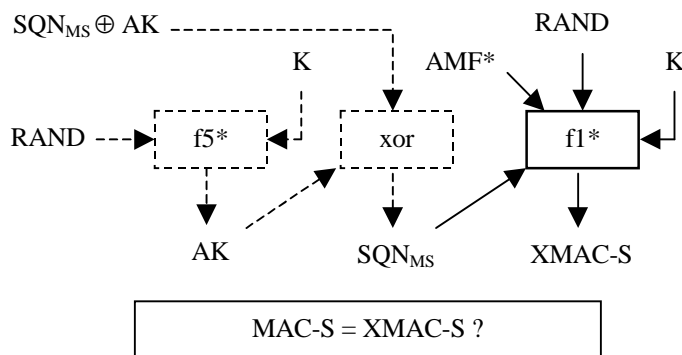 SQN_MS ⊕ AK
RAND
K
AMF*
K
RAND
f5*
xor
f1*
AK
SQN_MS
XMAC-S
MAC-S = XMAC-S ?